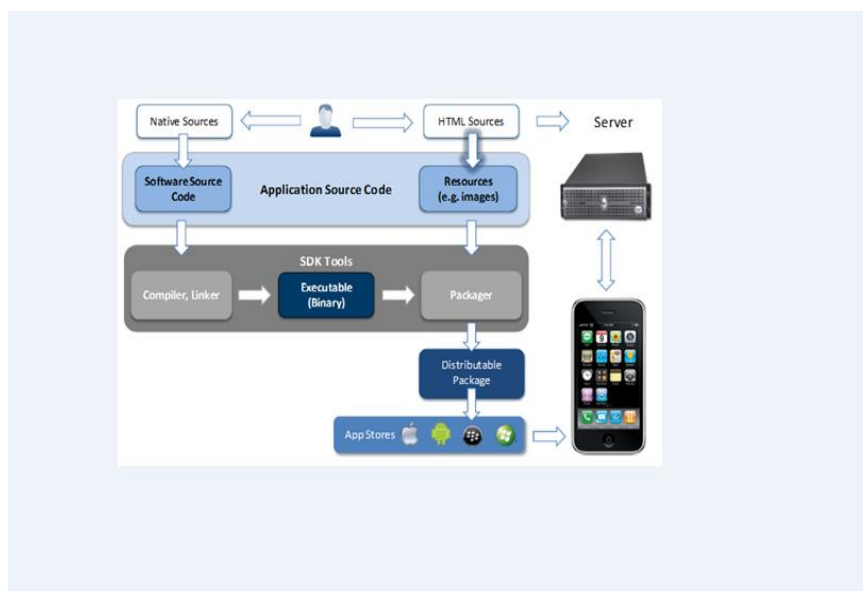 Native Sources
HTML Sources
Server
Software Source
Code
Application Source Code
Resources
(e.g. images)
SDK Tools
Compiler, Linker
Executable
(Binary)
Packager
Distributable
Package
App Stores